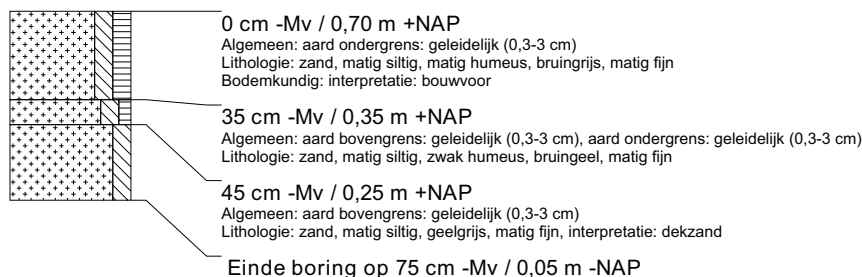 0 cm -Mv / 0,70 m +NAP
Algemeen: aard ondergrens: geleidelijk (0,3-3 cm)
Lithologie: zand, matig siltig, matig humeus, bruingrijs, matig fijn
Bodemkundig: interpretatie: bouwvoor
35 cm -Mv / 0,35 m +NAP
Algemeen: aard bovengrens: geleidelijk (0,3-3 cm), aard ondergrens: geleidelijk (0,3-3 cm)
Lithologie: zand, matig siltig, zwak humeus, bruingeel, matig fijn
45 cm -Mv / 0,25 m +NAP
Algemeen: aard bovengrens: geleidelijk (0,3-3 cm)
Lithologie: zand, matig siltig, geelgrijs, matig fijn, interpretatie: dekzand
Einde boring op 75 cm -Mv / 0,05 m -NAP